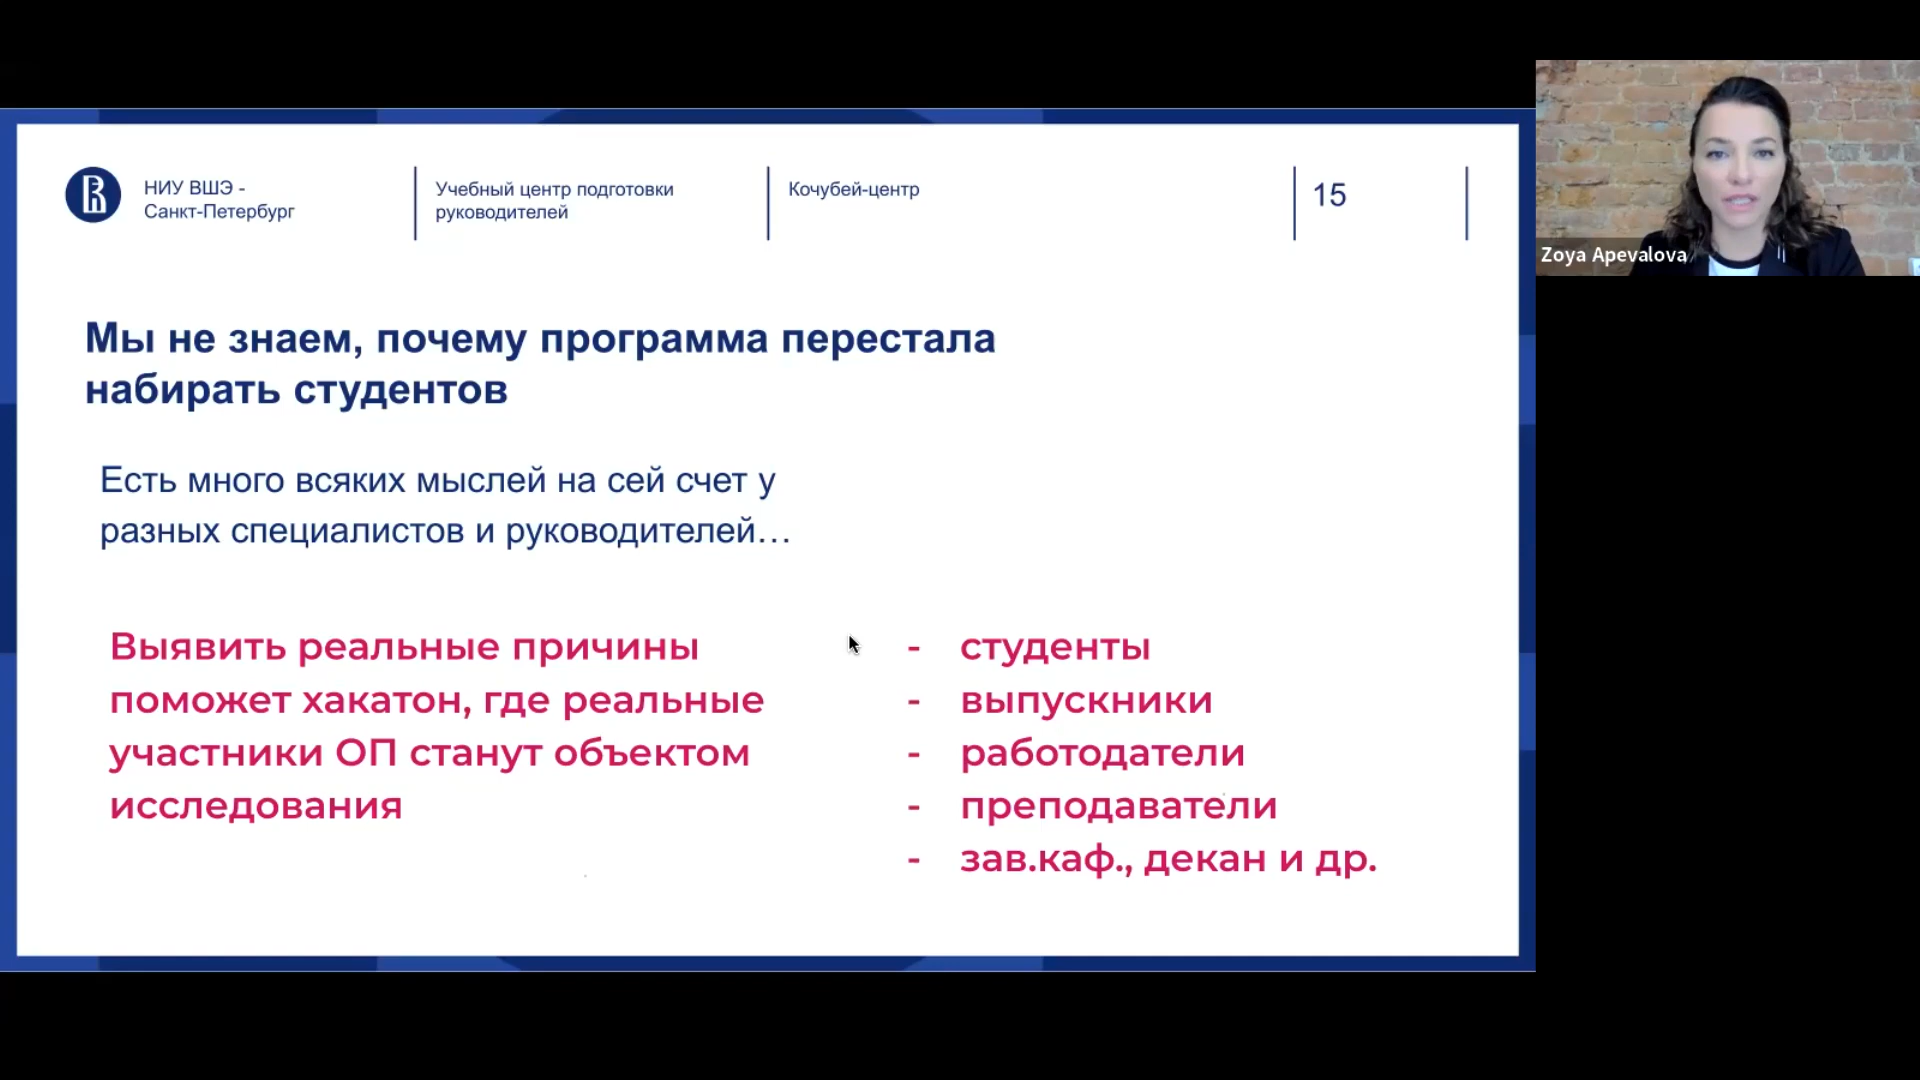 НИУ ВШЭ -
Санкт-Петербург
Учебный центр подготовки
руководителей
Кочубей-центр
15
Мы не знаем, почему программа перестала
набирать студентов
Есть много всяких мыслей на сей счет у
разных специалистов и руководителей…
Выявить реальные причины
поможет хакатон, где реальные
участники ОП станут объектом
исследования
- студенты
- выпускники
- работодатели
- преподаватели
- зав.каф., декан и др.
Zoya Apevalova